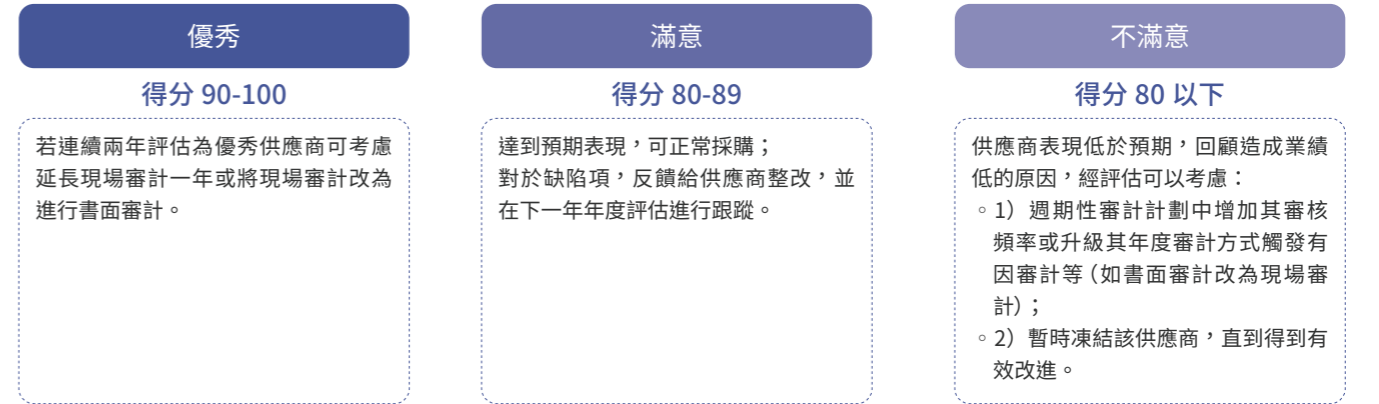 優秀
得分 90-100
若連續兩年評估為優秀供應商可考慮
延長現場審計一年或將現場審計改為
進行書面審計。
滿意
得分 80-89
達到預期表現，可正常採購；
對於缺陷項，反饋給供應商整改，並
在下一年年度評估進行跟蹤。
不滿意
得分 80 以下
供應商表現低於預期，回顧造成業績
低的原因，經評估可以考慮：
◦ 1）週期性審計計劃中增加其審核
頻率或升級其年度審計方式觸發有
因審計等（如書面審計改為現場審
計）；
◦ 2）暫時凍結該供應商，直到得到有
效改進。